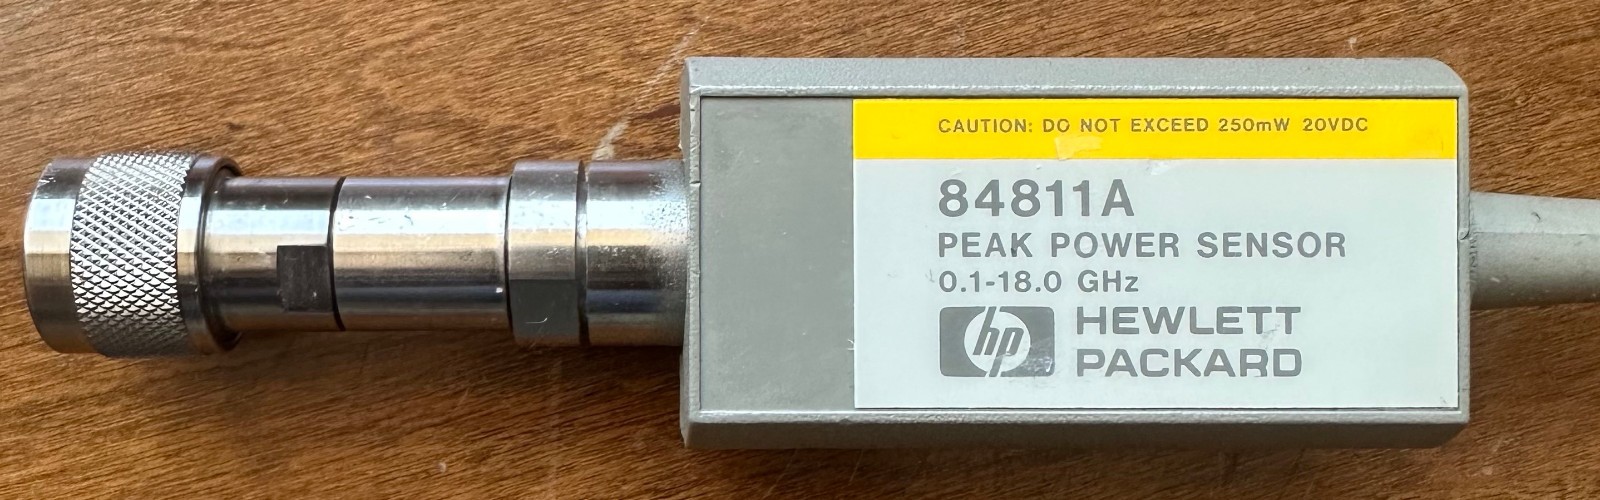 CAUTION: DO NOT EXCEED 250mW 20VDC
84811A
PEAK POWER SENSOR
0.1-18.0 GHz
hp HEWLETT
PACKARD